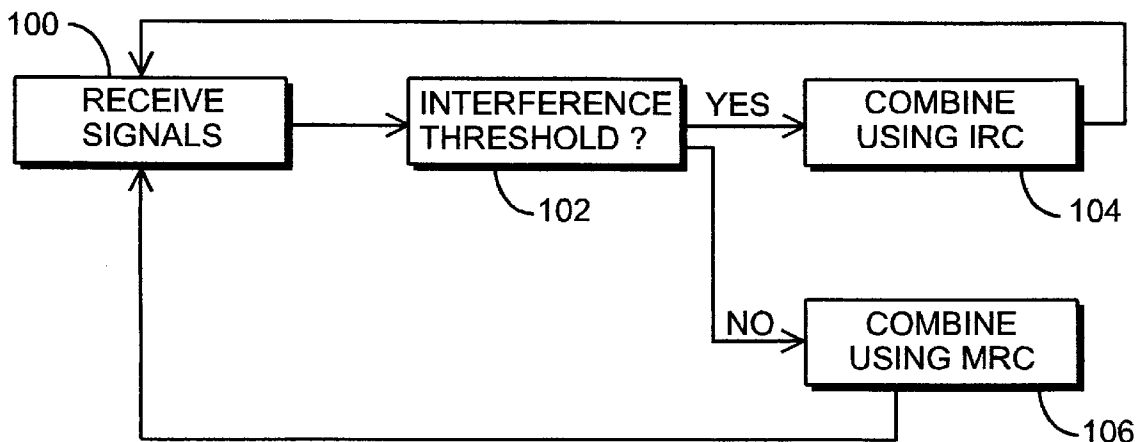 100
RECEIVE
SIGNALS
INTERFERENCE
THRESHOLD ?
102
YES
COMBINE
USING IRC
104
NO
COMBINE
USING MRC
106